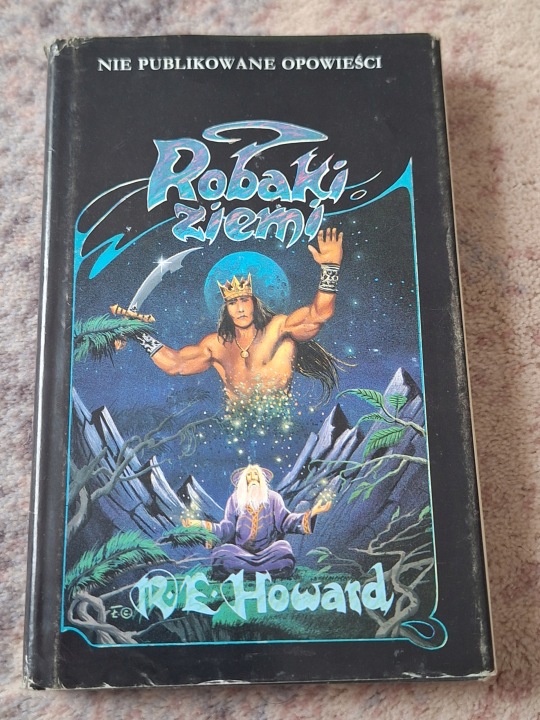 NIE PUBLIKOWANE OPOWIEŚCI
Robaki
ziemi
R.E. Howard